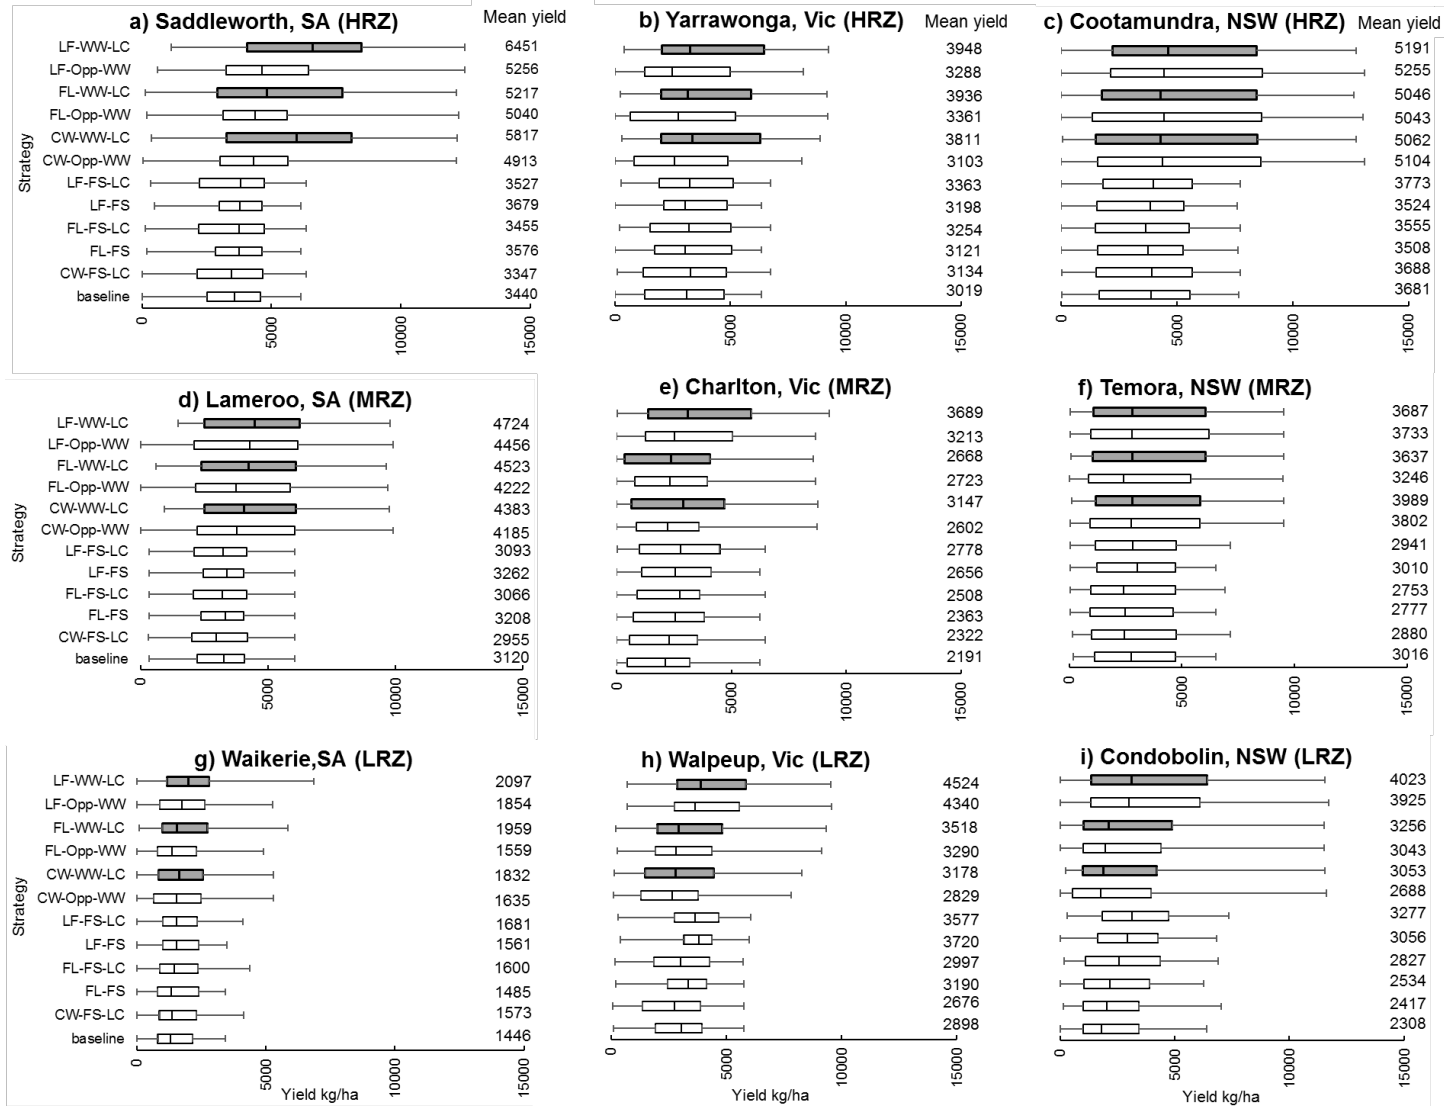 a) Saddleworth, SA (HRZ) Mean yield
Strategy
LF-WW-LC 6451
LF-Opp-WW 5256
FL-WW-LC 5217
FL-Opp-WW 5040
CW-WW-LC 5817
CW-Opp-WW 4913
LF-FS-LC 3527
LF-FS 3679
FL-FS-LC 3455
FL-FS 3576
CW-FS-LC 3347
baseline 3440
0 5000 10000 15000
b) Yarrawonga, Vic (HRZ) Mean yield
3948
3288
3936
3361
3811
3103
3363
3198
3254
3121
3134
3019
0 5000 10000 15000
c) Cootamundra, NSW (HRZ) Mean yield
5191
5255
5046
5043
5062
5104
3773
3524
3555
3508
3688
3681
0 5000 10000 15000
d) Lameroo, SA (MRZ)
Strategy
LF-WW-LC 4724
LF-Opp-WW 4456
FL-WW-LC 4523
FL-Opp-WW 4222
CW-WW-LC 4383
CW-Opp-WW 4185
LF-FS-LC 3093
LF-FS 3262
FL-FS-LC 3066
FL-FS 3208
CW-FS-LC 2955
baseline 3120
0 5000 10000 15000
e) Charlton, Vic (MRZ)
3689
3213
2668
2723
3147
2602
2778
2656
2508
2363
2322
2191
0 5000 10000 15000
f) Temora, NSW (MRZ)
3687
3733
3637
3246
3989
3802
2941
3010
2753
2777
2880
3016
0 5000 10000 15000
g) Waikerie,SA (LRZ)
Strategy
LF-WW-LC 2097
LF-Opp-WW 1854
FL-WW-LC 1959
FL-Opp-WW 1559
CW-WW-LC 1832
CW-Opp-WW 1635
LF-FS-LC 1681
LF-FS 1561
FL-FS-LC 1600
FL-FS 1485
CW-FS-LC 1573
baseline 1446
0 5000 10000 15000
Yield kg/ha
h) Walpeup, Vic (LRZ)
4524
4340
3518
3290
3178
2829
3577
3720
2997
3190
2676
2898
0 5000 10000 15000
i) Condobolin, NSW (LRZ)
4023
3925
3256
3043
3053
2688
3277
3056
2827
2534
2417
2308
0 5000 10000 15000
Yield kg/ha